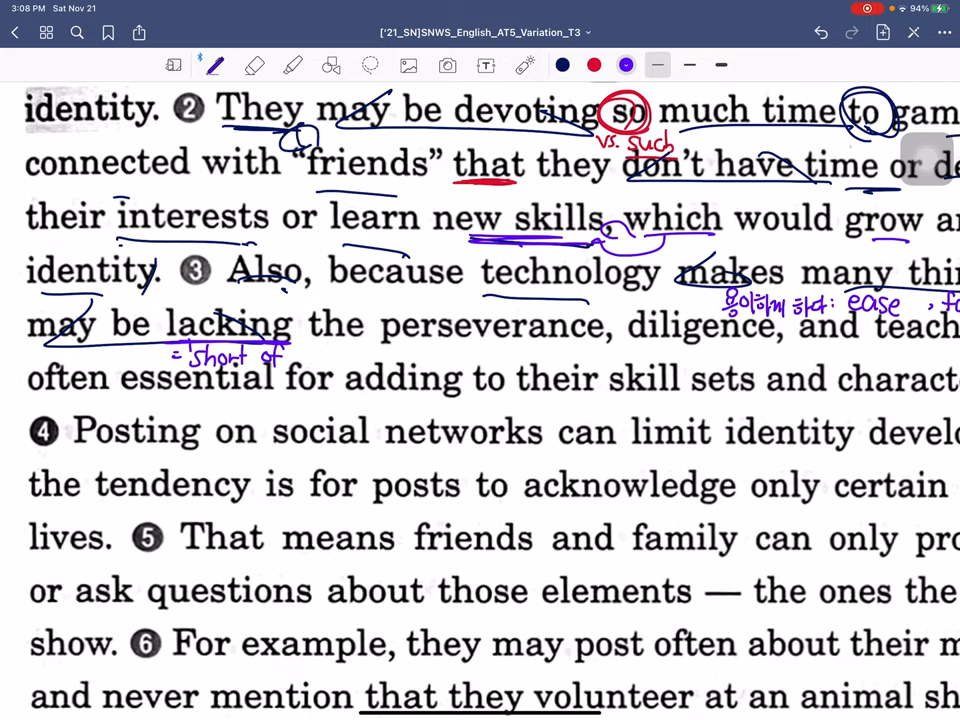 3:08 PM Sat Nov 21
94%
['21_SN]SNWS_English_AT5_Variation_T3
identity. ❷ They may be devoting so much time to gam
vs. such
connected with “friends” that they don't have time or de
their interests or learn new skills, which would grow a
identity. ❸ Also, because technology makes many thi
용이하게 하다: ease, fa
may be lacking the perseverance, diligence, and teach
= short of
often essential for adding to their skill sets and charact
❹ Posting on social networks can limit identity devel
the tendency is for posts to acknowledge only certain
lives. ❺ That means friends and family can only pro
or ask questions about those elements — the ones the
show. ❻ For example, they may post often about their m
and never mention that they volunteer at an animal sh